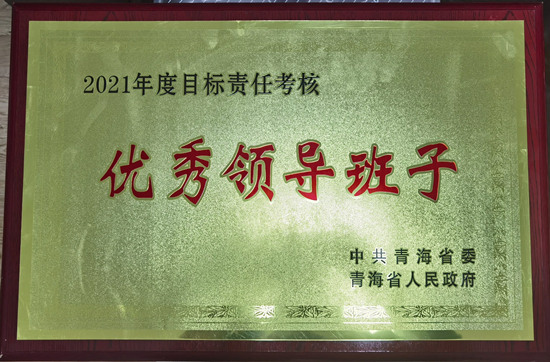 2021年度目标责任考核
优秀领导班子
中共青海省委
青海省人民政府